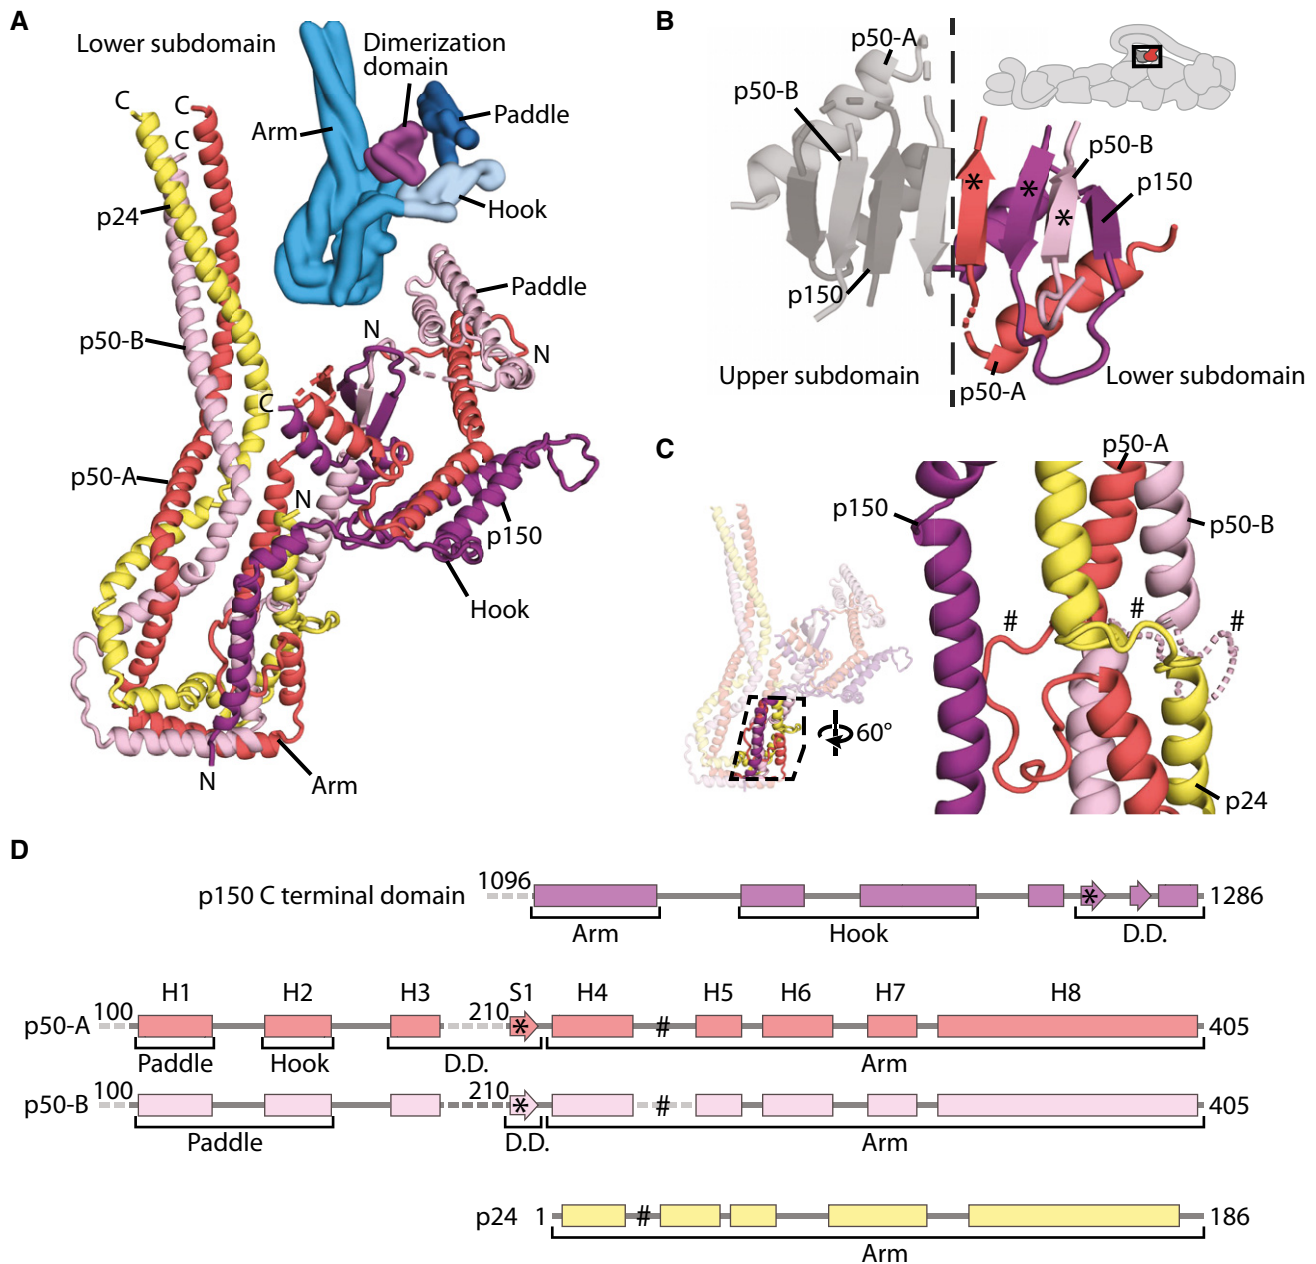 A
Lower subdomain
Dimerization
domain
Paddle
Arm
Hook
C
C
C
p24
p50-B
p50-A
Paddle
N
N
C
N
p150
Hook
N
Arm
B
p50-A
p50-B
p50-B
p150
*
*
*
p150
p50-A
Upper subdomain
Lower subdomain
C
p50-A
p150
p50-B
#
#
#
60°
p24
D
p150 C terminal domain
1096
*
1286
Arm
Hook
D.D.
H1
H2
H3
S1
H4
H5
H6
H7
H8
p50-A
100
210
*
#
405
Paddle
Hook
D.D.
Arm
p50-B
100
210
*
#
405
Paddle
D.D.
Arm
p24
1
#
186
Arm